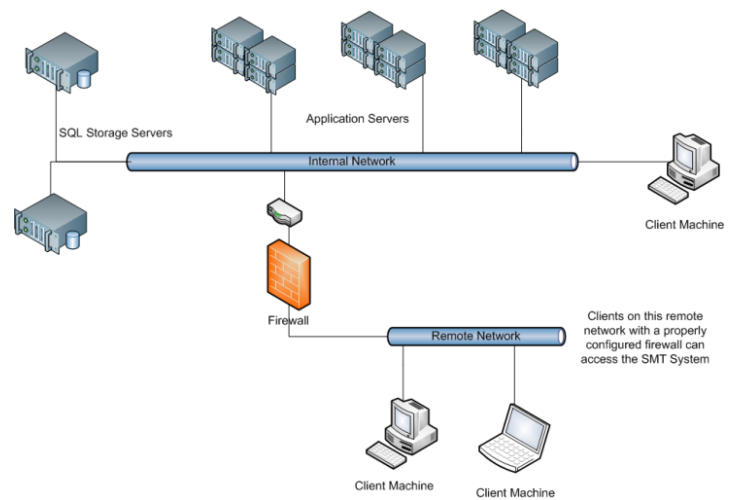 SQL Storage Servers
Application Servers
Internal Network
Client Machine
Firewall
Remote Network
Clients on this remote
network with a properly
configured firewall can
access the SMT System
Client Machine
Client Machine